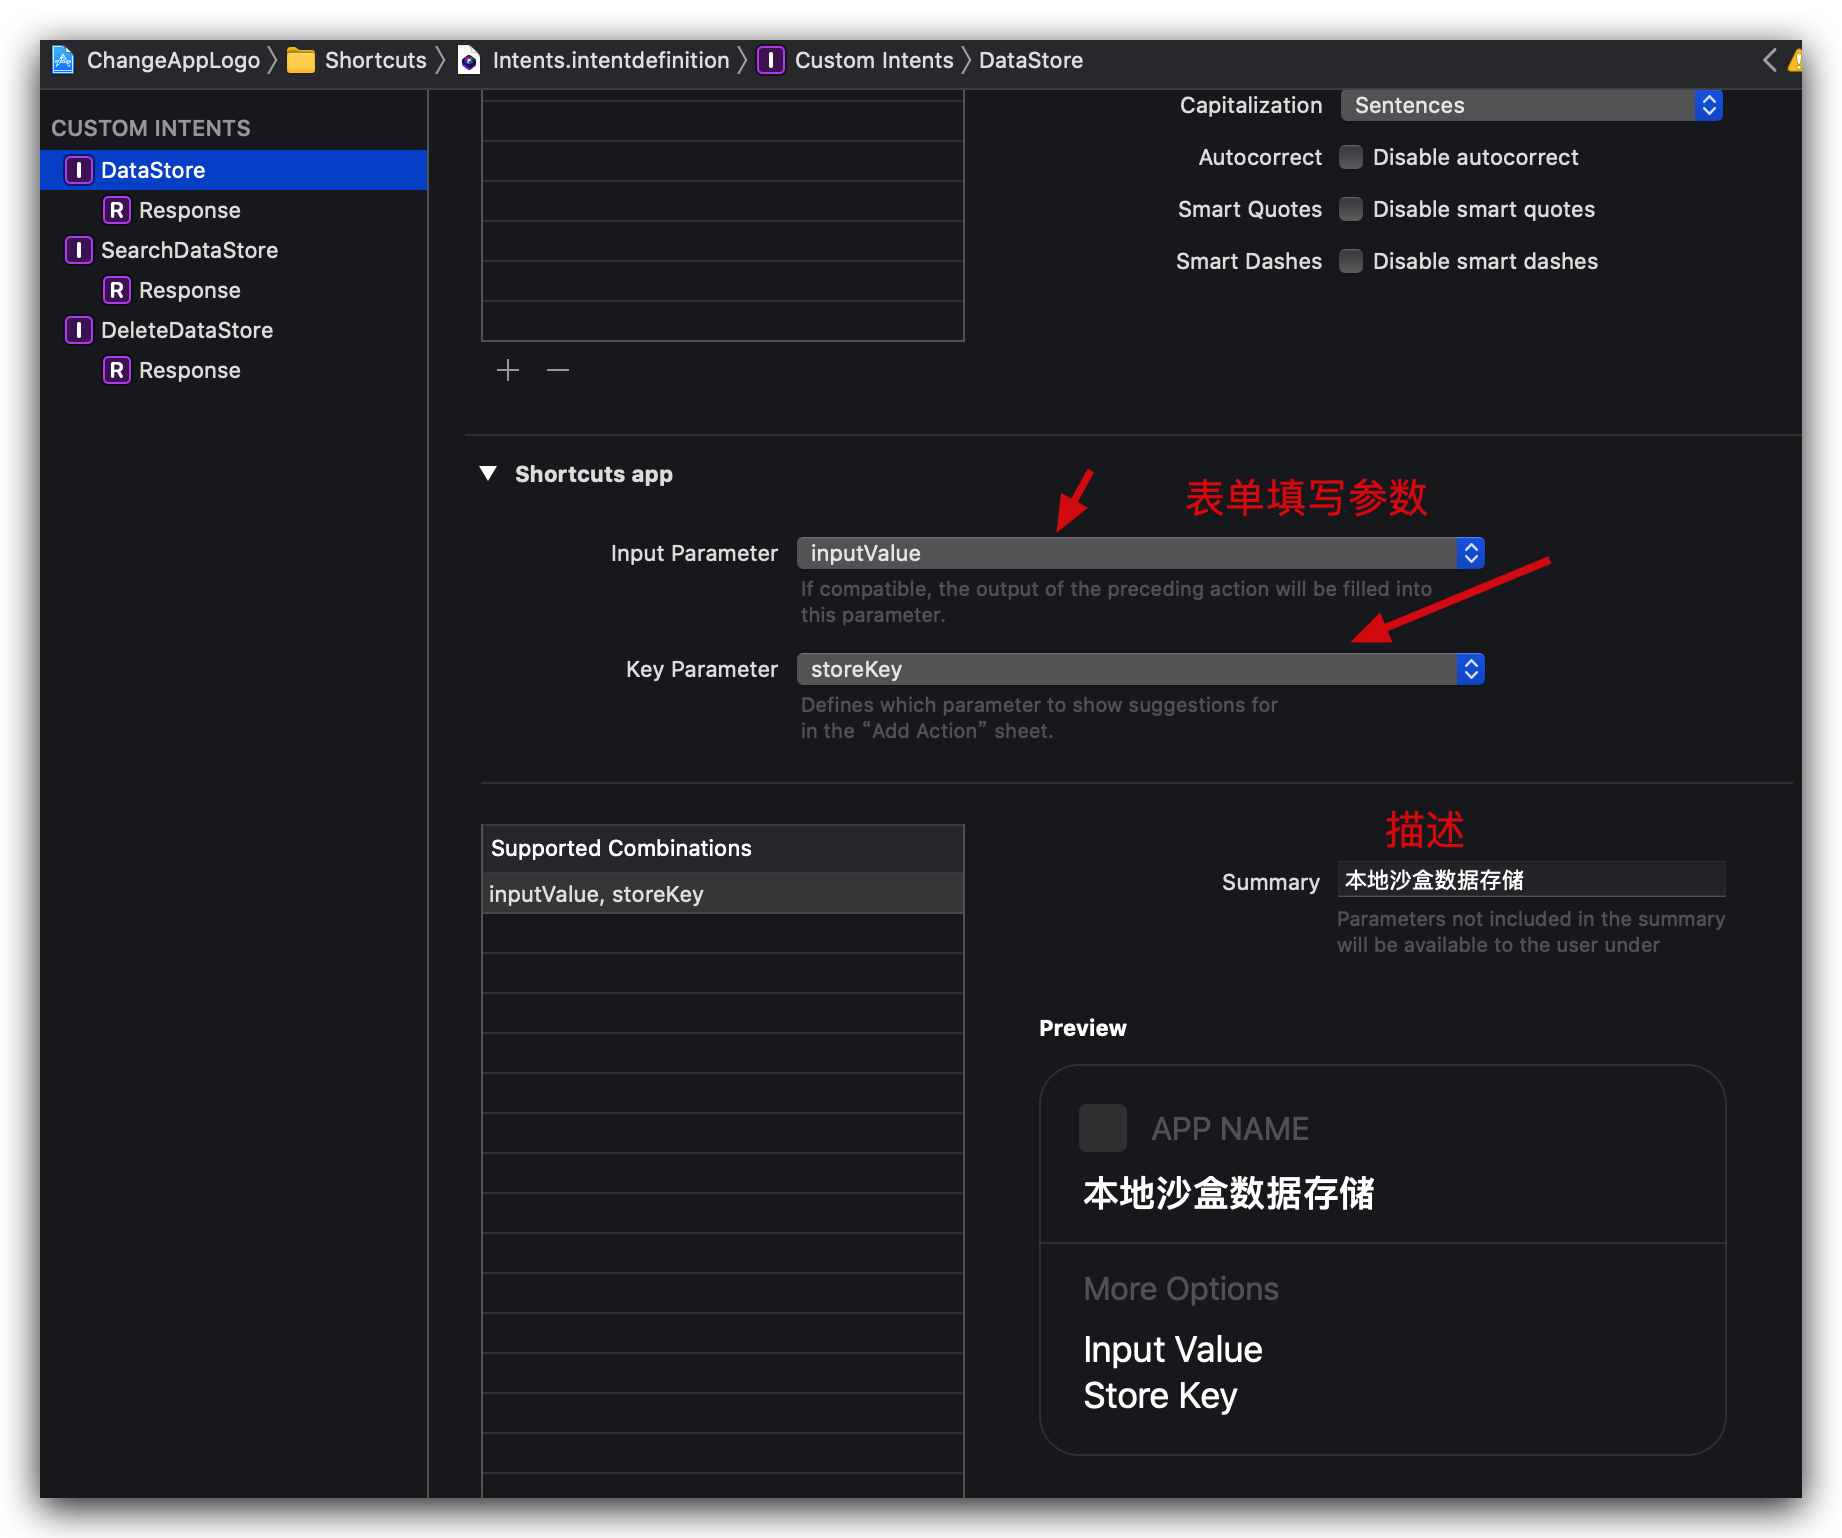 ChangeAppLogo Shortcuts Intents.intentdefinition I Custom Intents DataStore
CUSTOM INTENTS
I DataStore
R Response
I SearchDataStore
R Response
I DeleteDataStore
R Response
Capitalization Sentences
Autocorrect Disable autocorrect
Smart Quotes Disable smart quotes
Smart Dashes Disable smart dashes
Shortcuts app
表单填写参数
Input Parameter inputValue
If compatible, the output of the preceding action will be filled into
this parameter.
Key Parameter storeKey
Defines which parameter to show suggestions for
in the “Add Action” sheet.
Supported Combinations
inputValue, storeKey
描述
Summary 本地沙盒数据存储
Parameters not included in the summary
will be available to the user under
Preview
APP NAME
本地沙盒数据存储
More Options
Input Value
Store Key